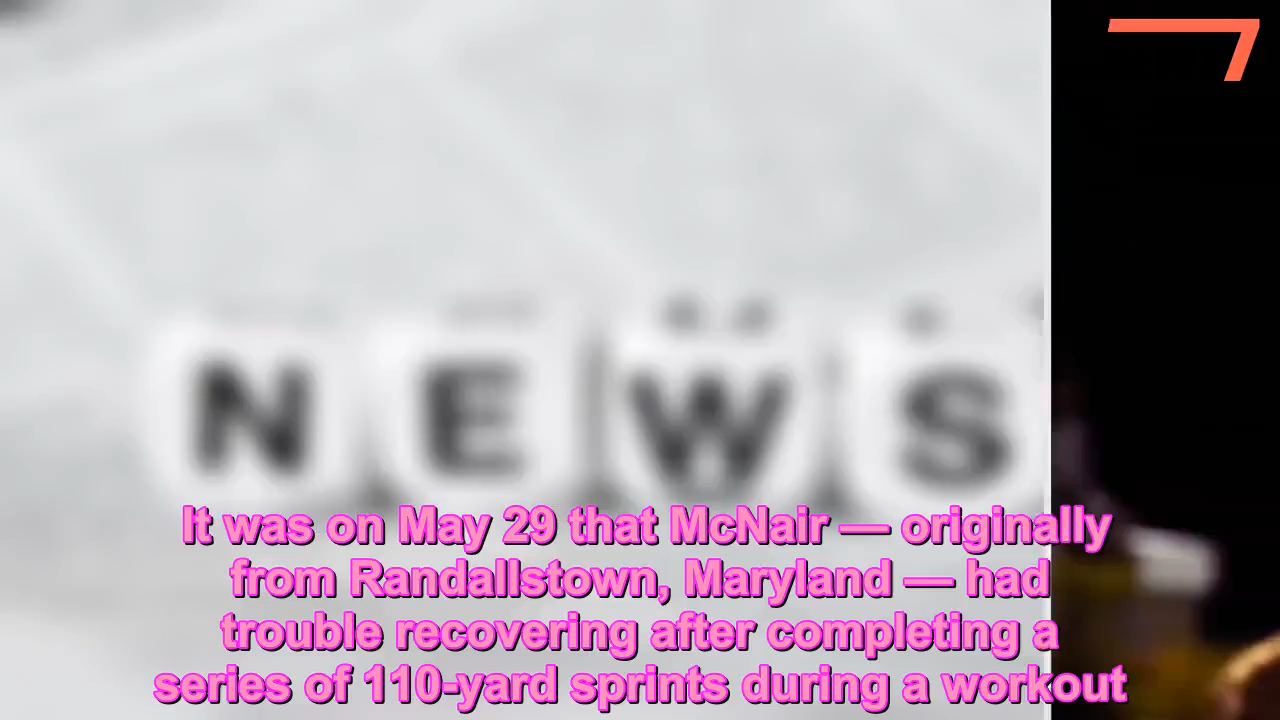 NEWS
It was on May 29 that McNair — originally
from Randallstown, Maryland — had
trouble recovering after completing a
series of 110-yard sprints during a workout